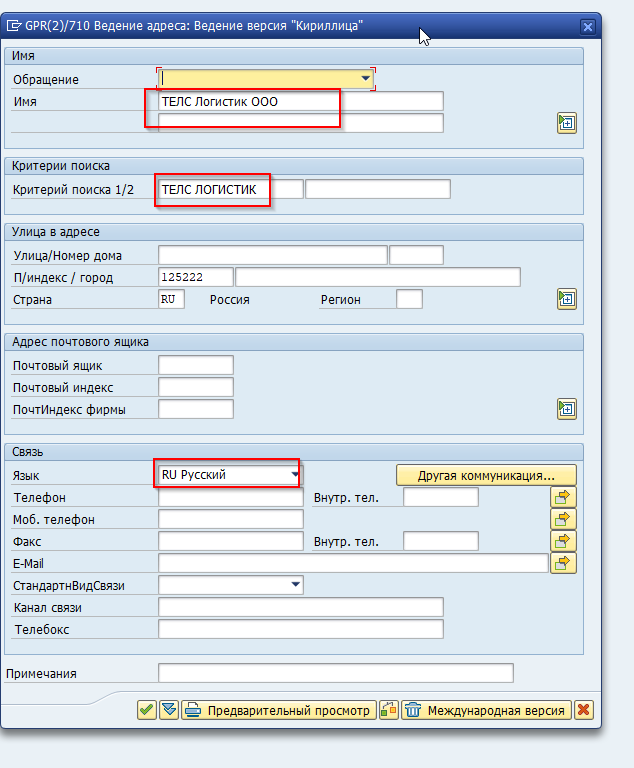 GPR(2)/710 Ведение адреса: Ведение версия "Кириллица"
Имя
Обращение
Имя ТЕЛС Логистик ООО
Критерии поиска
Критерий поиска 1/2 ТЕЛС ЛОГИСТИК
Улица в адресе
Улица/Номер дома
П/индекс / город 125222
Страна RU Россия Регион
Адрес почтового ящика
Почтовый ящик
Почтовый индекс
ПочтИндекс фирмы
Связь
Язык RU Русский Другая коммуникация...
Телефон Внутр. тел.
Моб. телефон
Факс Внутр. тел.
E-Mail
СтандартнВидСвязи
Канал связи
Телебокс
Примечания
Предварительный просмотр Международная версия